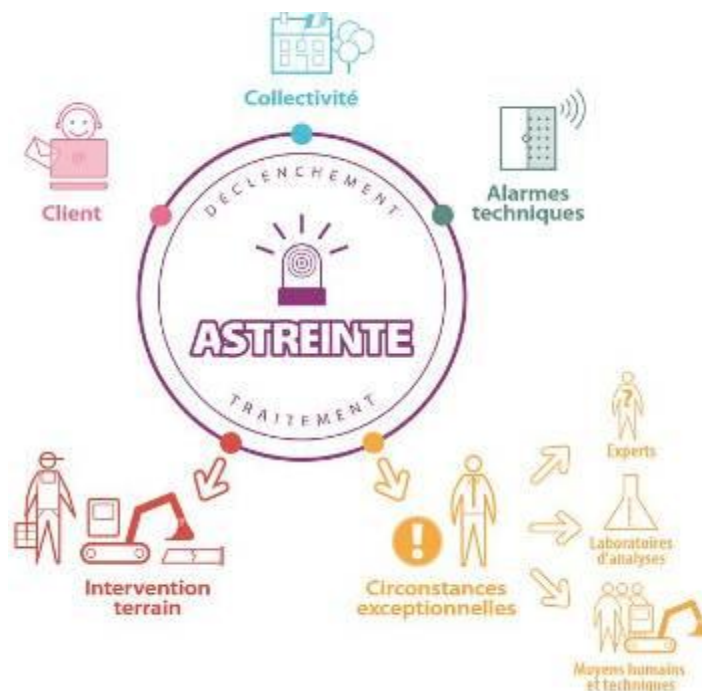 Collectivité
Client
Alarmes
techniques
DÉCLENCHEMENT
ASTREINTE
TRAITEMENT
Intervention
terrain
Circonstances
exceptionnelles
Experts
Laboratoires
d'analyses
Moyens humains
et techniques